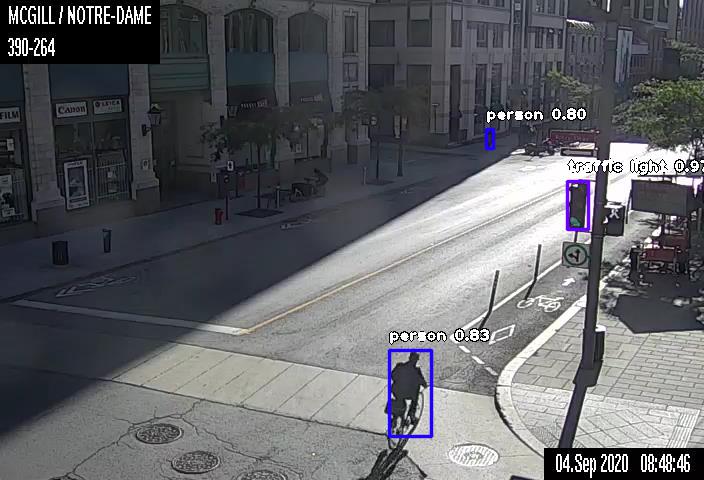 MCGILL / NOTRE-DAME
390-264
person 0.80
traffic light 0.97
FILM
Canon
LEICA
person 0.83
04.Sep 2020 08:48:46